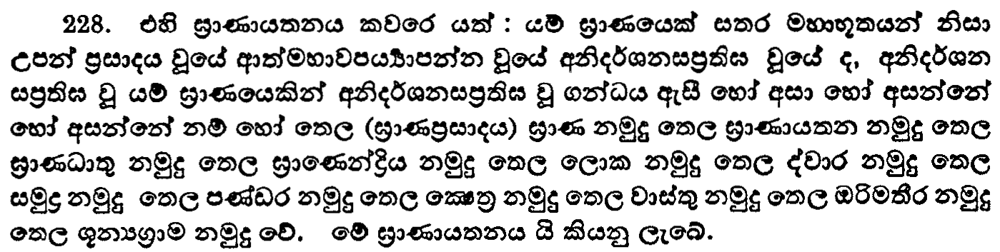 228. එහි ඝ්‍රාණායතනය කවරෙ යත් : යම් ඝ්‍රාණයෙක් සතර මහාභූතයන් නිසා
උපන් ප්‍රසාදය වූයේ ආත්මභාවපර්‍ය්‍යාපන්න වූයේ අනිදර්ශනසප්‍රතිඝ වූයේ ද, අනිදර්ශන
සප්‍රතිඝ වූ යම් ඝ්‍රාණයෙකින් අනිදර්ශනසප්‍රතිඝ වූ ගන්ධය ඇසී හෝ අසා හෝ අසන්නේ
හෝ අසන්නේ නම් හෝ තෙල (ඝ්‍රාණප්‍රසාදය) ඝ්‍රාණ නමුදු තෙල ඝ්‍රාණායතන නමුදු තෙල
ඝ්‍රාණධාතු නමුදු තෙල ඝ්‍රාණෙන්ද්‍රිය නමුදු තෙල ලොක නමුදු තෙල ද්වාර නමුදු තෙල
සමුද්‍ර නමුදු තෙල පණ්ඩර නමුදු තෙල ක්‍ෂෙත්‍ර නමුදු තෙල වාස්තු නමුදු තෙල ඔරිමතීර නමුදු
තෙල ශූන්‍යග්‍රාම නමුදු වේ. මේ ඝ්‍රාණායතනය යි කියනු ලැබේ.